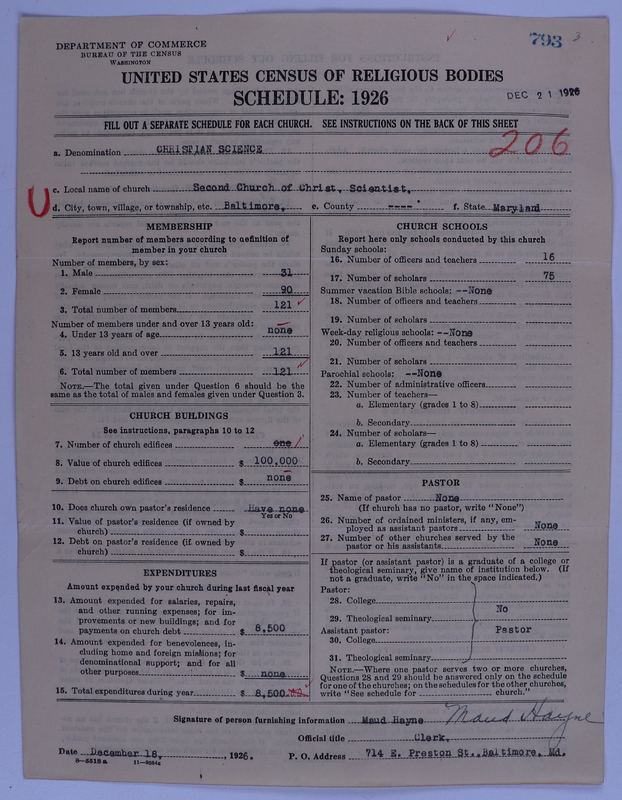 793 3
DEPARTMENT OF COMMERCE
BUREAU OF THE CENSUS
WASHINGTON
UNITED STATES CENSUS OF RELIGIOUS BODIES
SCHEDULE: 1926
DEC 21 1926
FILL OUT A SEPARATE SCHEDULE FOR EACH CHURCH. SEE INSTRUCTIONS ON THE BACK OF THIS SHEET
206
a. Denomination CHRISTIAN SCIENCE
c. Local name of church Second Church of Christ, Scientist,
U
d. City, town, village, or township, etc. Baltimore, e. County ---- f. State Maryland
MEMBERSHIP
Report number of members according to definition of
member in your church
Number of members, by sex:
1. Male 31
2. Female 90
3. Total number of members 121
Number of members under and over 13 years old:
4. Under 13 years of age none
5. 13 years old and over 121
6. Total number of members 121
NOTE.—The total given under Question 6 should be
same as the total of males and females given under Question 3.
CHURCH BUILDINGS
See instructions, paragraphs 10 to 12
7. Number of church edifices one 1
8. Value of church edifices $ 100,000
9. Debt on church edifices $ none
10. Does church own pastor's residence Have none
Yes or No
11. Value of pastor's residence (if owned by
church) $
12. Debt on pastor's residence (if owned by
church) $
EXPENDITURES
Amount expended by your church during last fiscal year
13. Amount expended for salaries, repairs,
and other running expenses; for im-
provements or new buildings; and for
payments on church debt $ 8,500
14. Amount expended for benevolences, in-
cluding home and foreign missions; for
denominational support; and for all
other purposes $ none
15. Total expenditures during year $ 8,500
CHURCH SCHOOLS
Report here only schools conducted by this church
Sunday schools:
16. Number of officers and teachers 16
17. Number of scholars 75
Summer vacation Bible schools: --None
18. Number of officers and teachers
19. Number of scholars
Week-day religious schools: --None
20. Number of officers and teachers
21. Number of scholars
Parochial schools: --None
22. Number of administrative officers
23. Number of teachers—
a. Elementary (grades 1 to 8)
b. Secondary
24. Number of scholars—
a. Elementary (grades 1 to 8)
b. Secondary
PASTOR
25. Name of pastor None
(If church has no pastor, write "None")
26. Number of ordained ministers, if any, em-
ployed as assistant pastors None
27. Number of other churches served by the
pastor or his assistants None
If pastor (or assistant pastor) is a graduate of a college or
theological seminary, give name of institution below. (If
not a graduate, write "No" in the space indicated.)
Pastor:
28. College
No
29. Theological seminary
Assistant pastor: Pastor
30. College
31. Theological seminary
NOTE.—Where one pastor serves two or more churches,
Questions 28 and 29 should be answered only on the schedule
for one of the churches; on the schedules for the other churches,
write "See schedule for church."
Signature of person furnishing information Maud Hayne Maud Hayne
Official title Clerk,
Date December 18, 1926. P. O. Address 714 E. Preston St., Baltimore, Md.
8—5518a 11—9064a